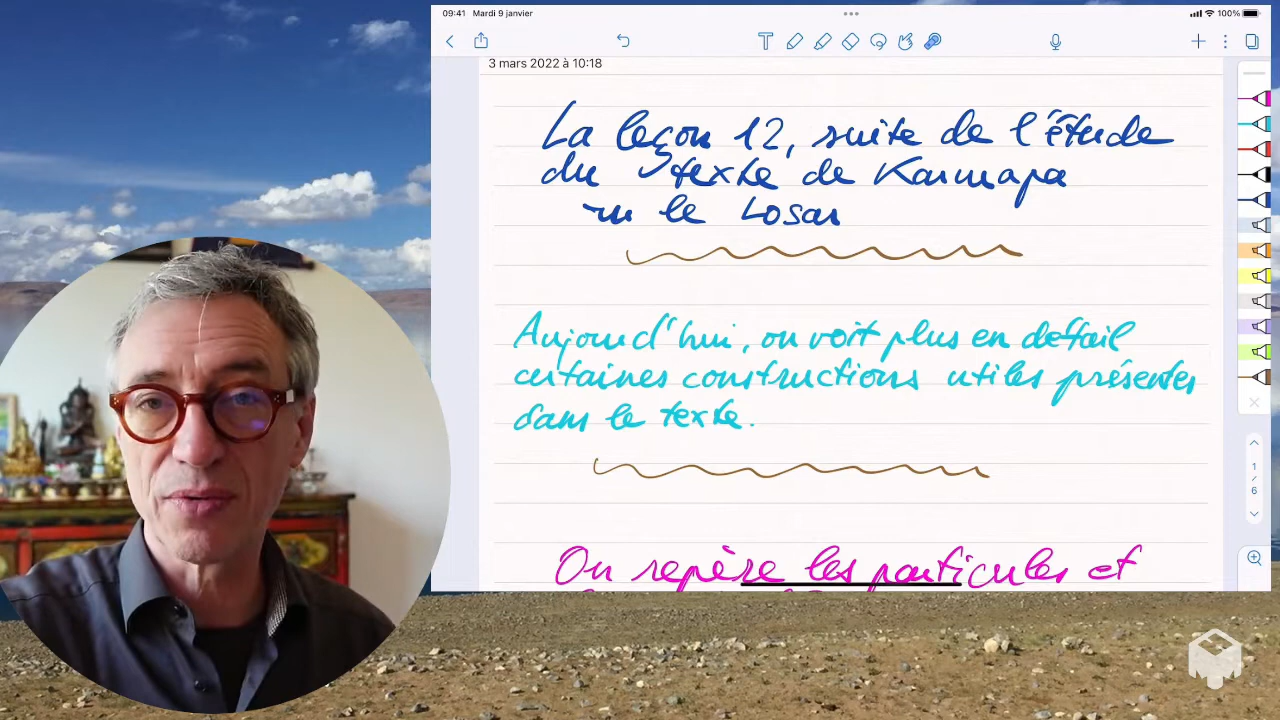 09:41 Mardi 9 janvier
100%
3 mars 2022 à 10:18
La leçon 12, suite de l'étude
du texte de Karmapa
sur le Losar
Aujourd'hui, on voit plus en détail
certaines constructions utiles présentes
dans le texte.
1
/
6
On repère les particules et